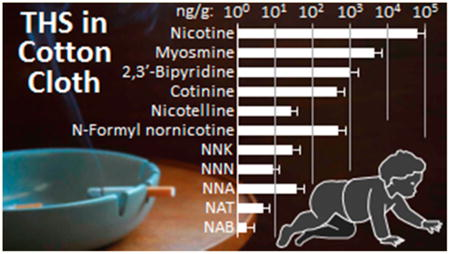 THS in
Cotton
Cloth
ng/g: 10⁰ 10¹ 10² 10³ 10⁴ 10⁵
Nicotine
Myosmine
2,3′-Bipyridine
Cotinine
Nicotelline
N-Formyl nornicotine
NNK
NNN
NNA
NAT
NAB